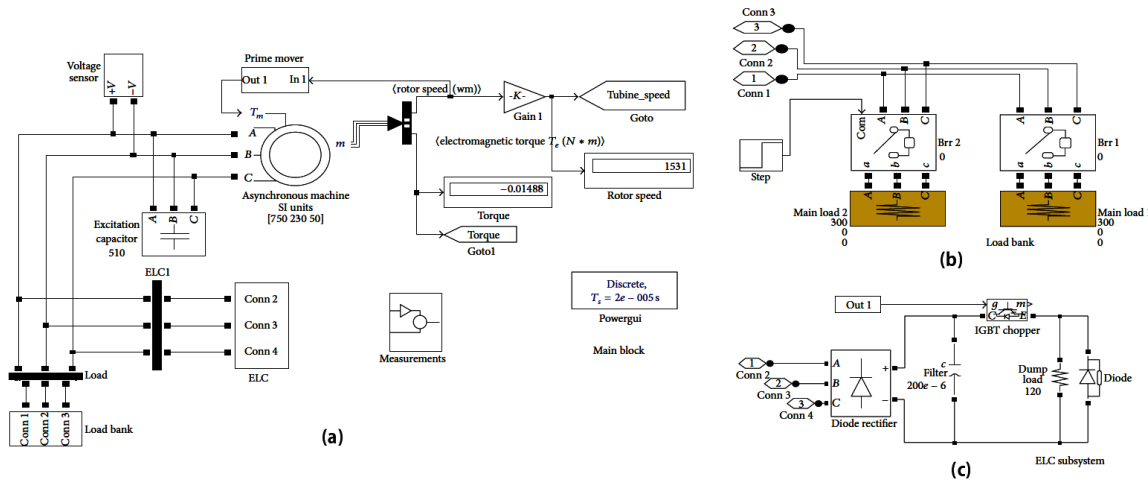 Voltage
sensor
+V
−V
Prime mover
Out 1
In 1
Tm
A
B
C
m
Asynchronous machine
SI units
[750 230 50]
⟨rotor speed (wm)⟩
-K-
Gain 1
Tubine_speed
Goto
⟨electromagnetic torque Te (N * m)⟩
1531
Rotor speed
−0.01488
Torque
Torque
Goto1
A
B
C
Excitation
capacitor
510
ELC1
Conn 2
Conn 3
Conn 4
ELC
Measurements
Discrete,
Ts = 2e − 005 s
Powergui
Main block
Load
Conn 1
Conn 2
Conn 3
Load bank
(a)
Conn 3
3
2
Conn 2
1
Conn 1
Step
Com
A
B
C
a
b
c
Brr 2
0
A
B
C
a
b
c
Brr 1
0
A
B
C
Main load 2
300
0
0
A
B
C
Main load 1
300
0
0
Load bank
(b)
Out 1
g
m
C
E
IGBT chopper
1
Conn 2
2
Conn 3
3
Conn 4
A
B
C
+
−
Diode rectifier
c
Filter
200e − 6
Dump
load
120
Diode
ELC subsystem
(c)